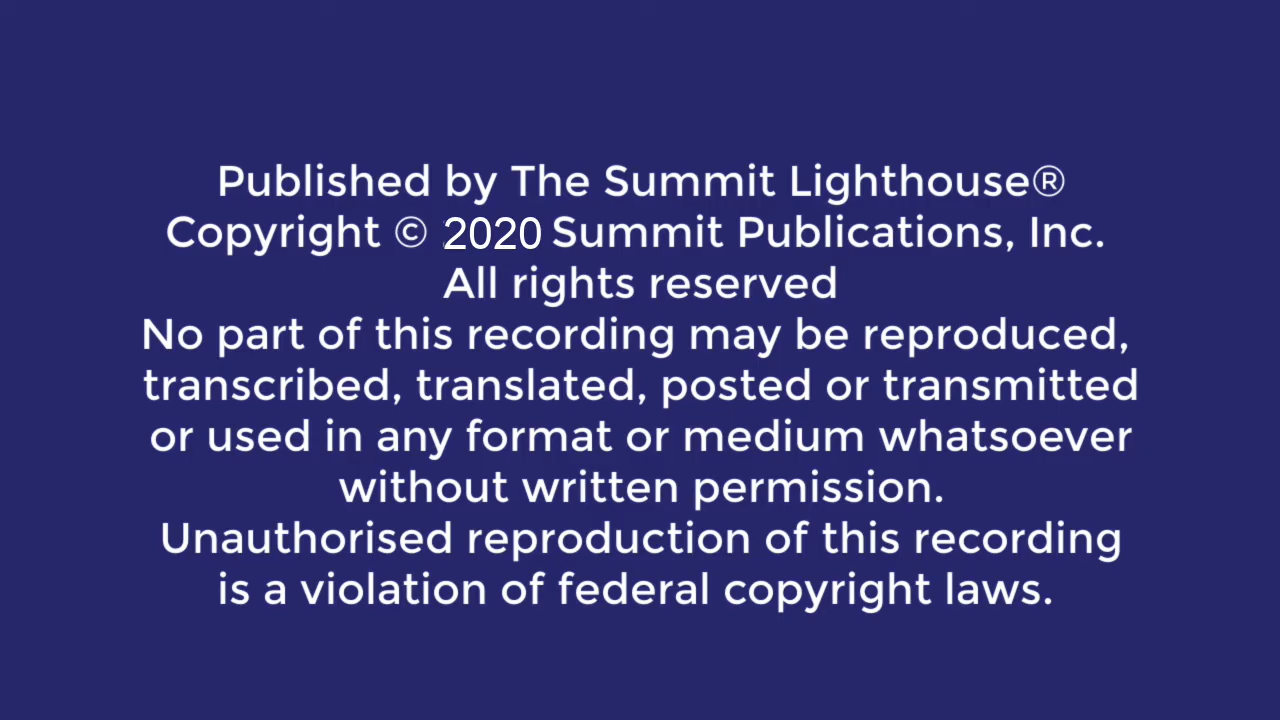 Published by The Summit Lighthouse®
Copyright © 2020 Summit Publications, Inc.
All rights reserved
No part of this recording may be reproduced,
transcribed, translated, posted or transmitted
or used in any format or medium whatsoever
without written permission.
Unauthorised reproduction of this recording
is a violation of federal copyright laws.